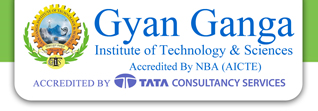 Gyan Ganga
Institute of Technology & Sciences
Accredited By NBA (AICTE)
ACCREDITED BY TATA CONSULTANCY SERVICES